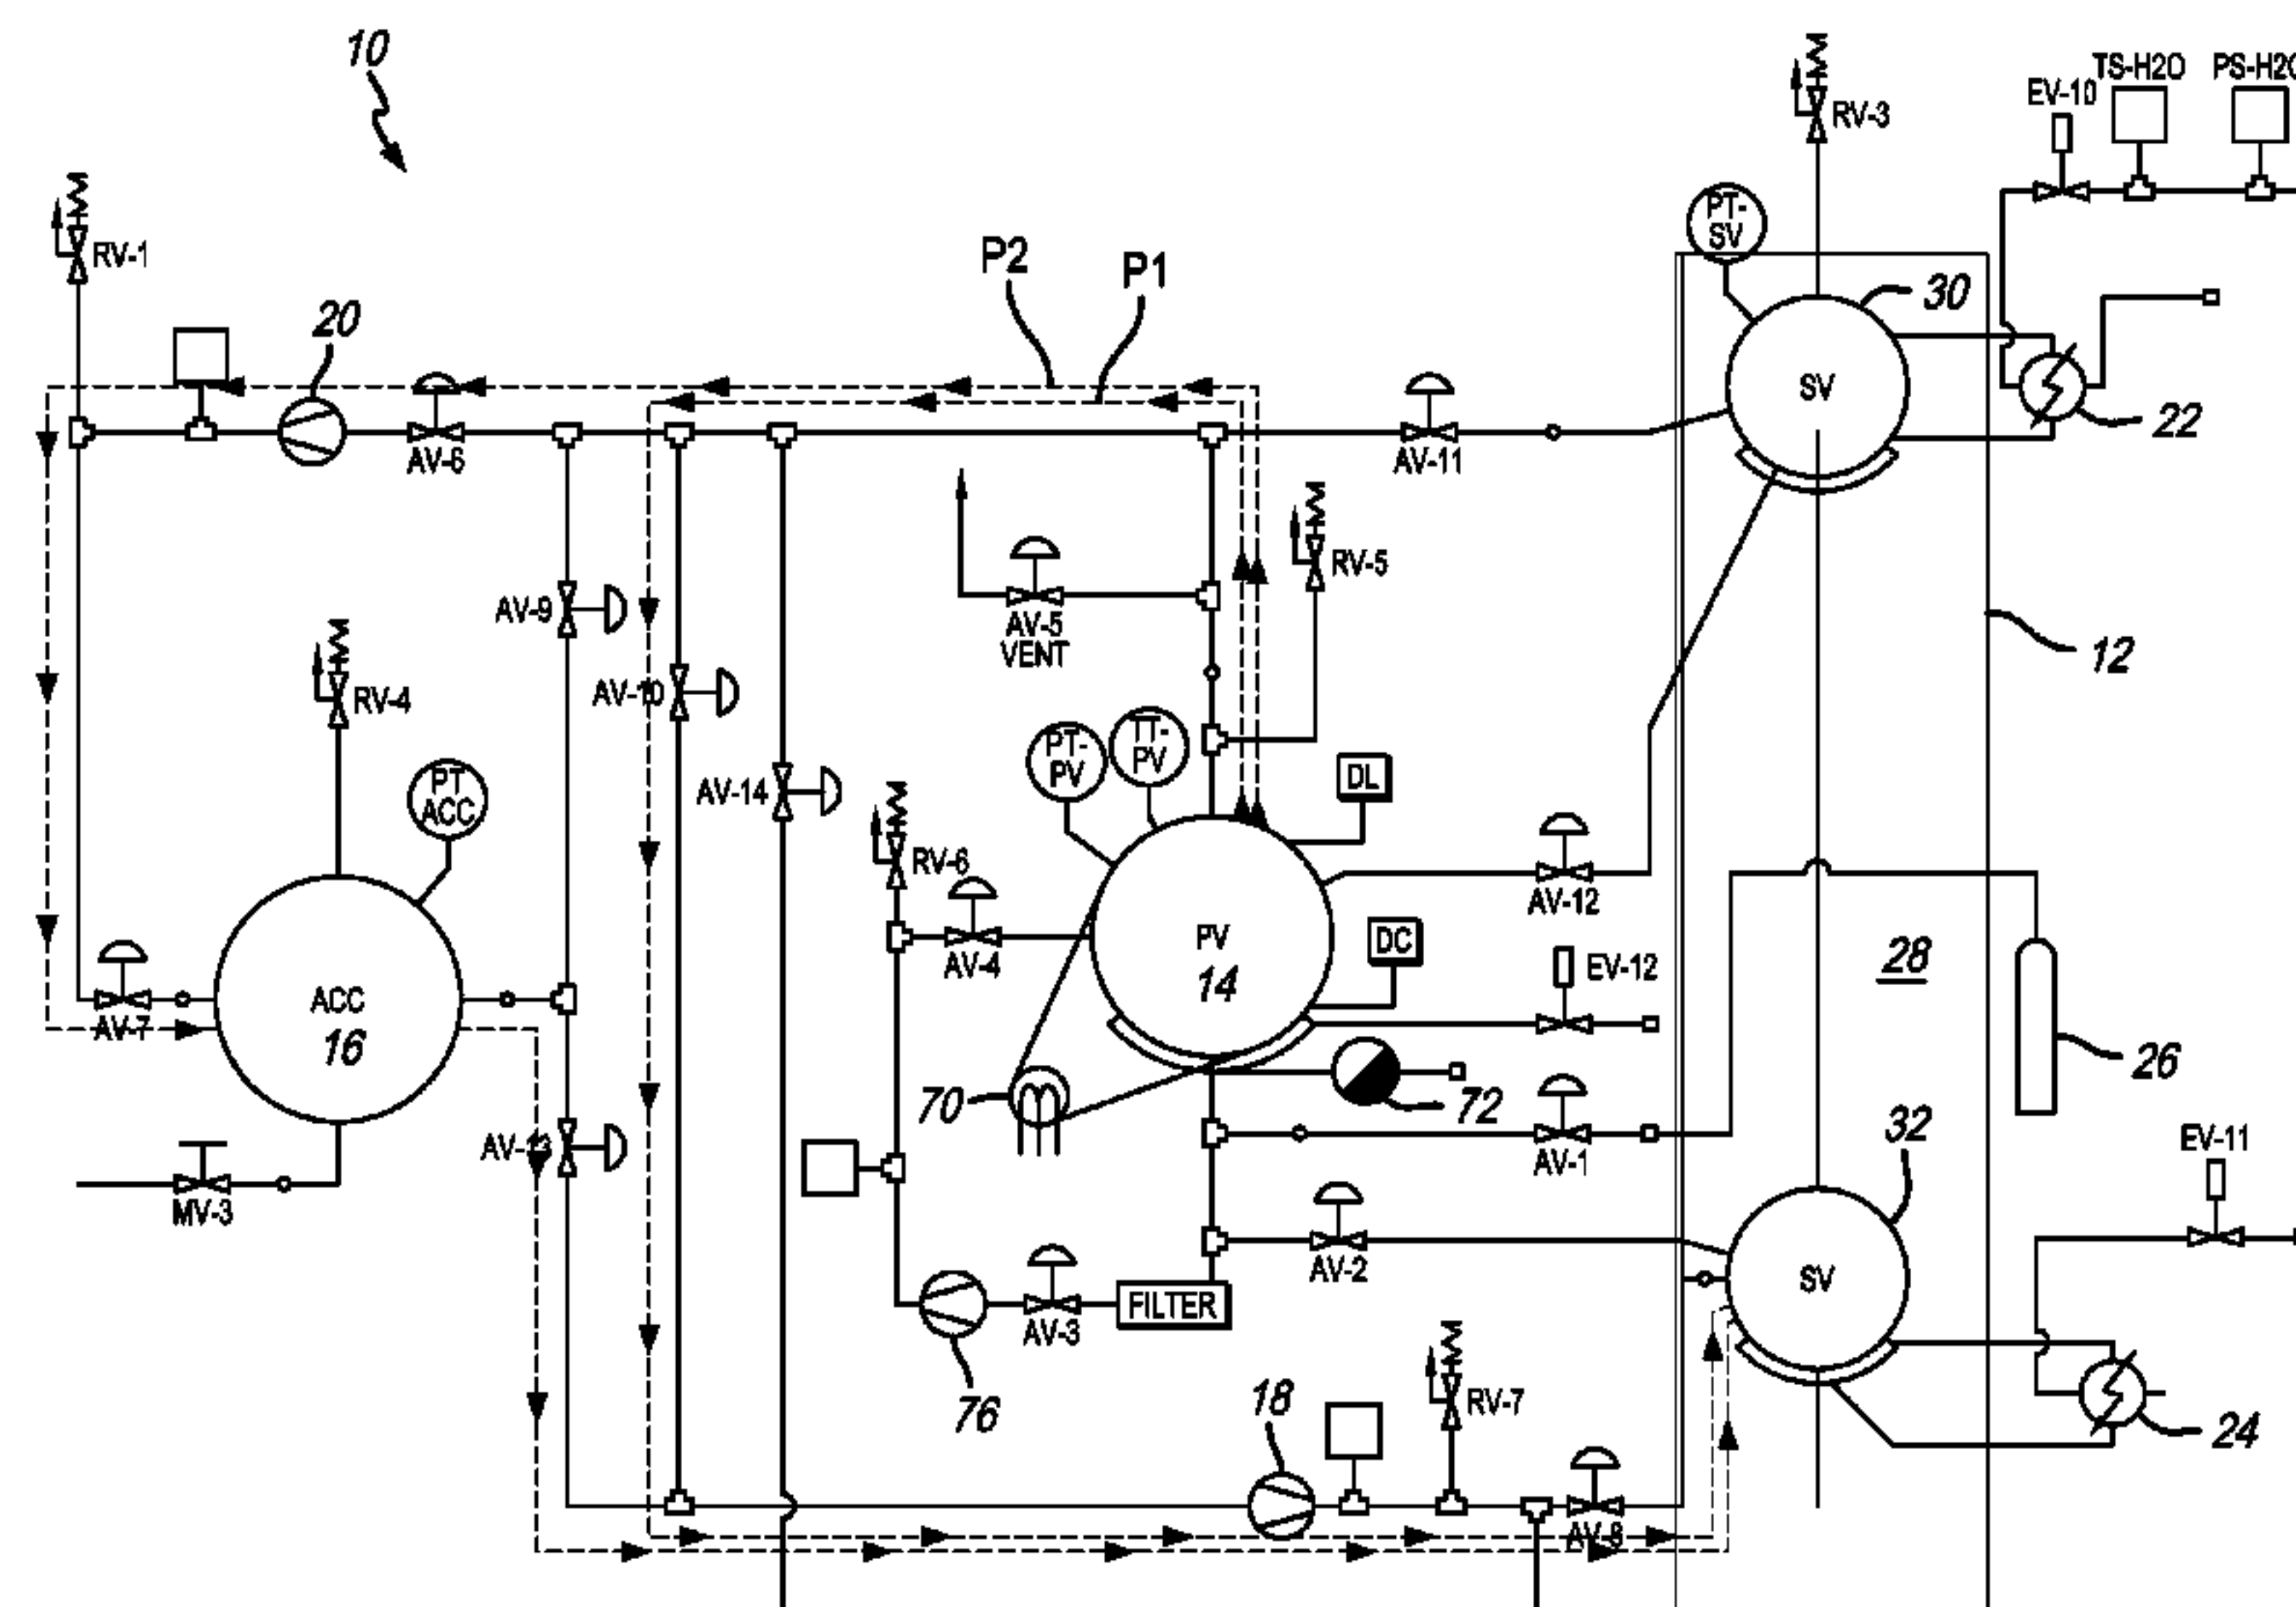 10
TS-H2O PS-H2O
EV-10
RV-3
PT-
SV
RV-1
P2
P1
30
20
SV
22
AV-6
AV-11
RV-5
AV-9
AV-5
VENT
12
AV-10
RV-4
PT-
PV
TT-
PV
DL
PT
ACC
AV-14
RV-6
AV-12
AV-4
PV
14
DC
EV-12
28
ACC
16
AV-7
26
70
72
32
AV-13
AV-1
EV-11
MV-3
AV-2
SV
FILTER
AV-3
76
18
RV-7
24
AV-8